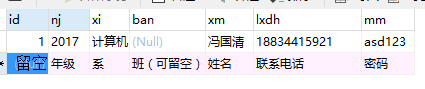 id nj xi ban xm lxdh mm
1 2017 计算机 (Null) 冯国清 18834415921 asd123
* 留空 年级 系 班（可留空） 姓名 联系电话 密码